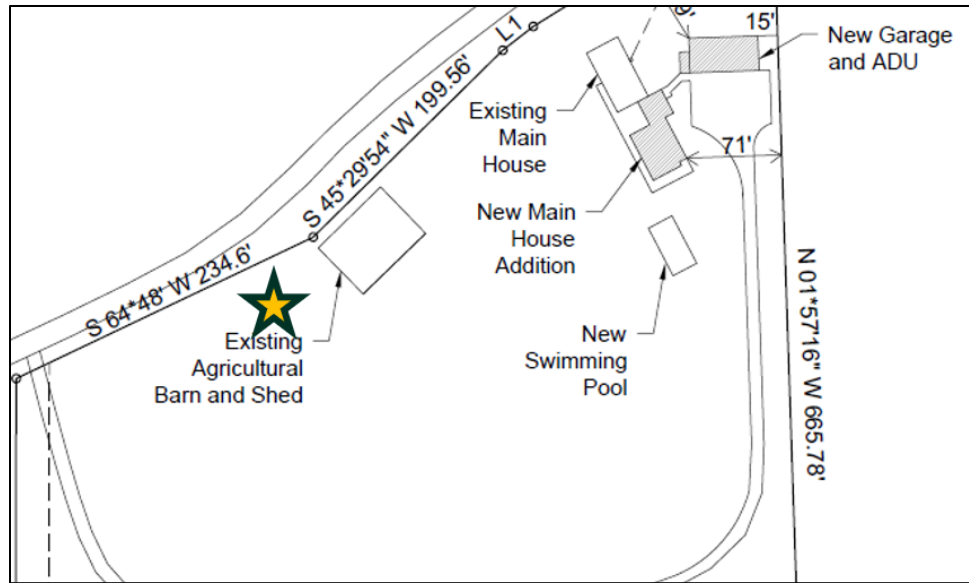 L1
9'
15'
New Garage
and ADU
S 45*29'54" W 199.56'
Existing
Main
House
71'
New Main
House
Addition
S 64*48' W 234.6'
Existing
Agricultural
Barn and Shed
New
Swimming
Pool
N 01*57'16" W 665.78'